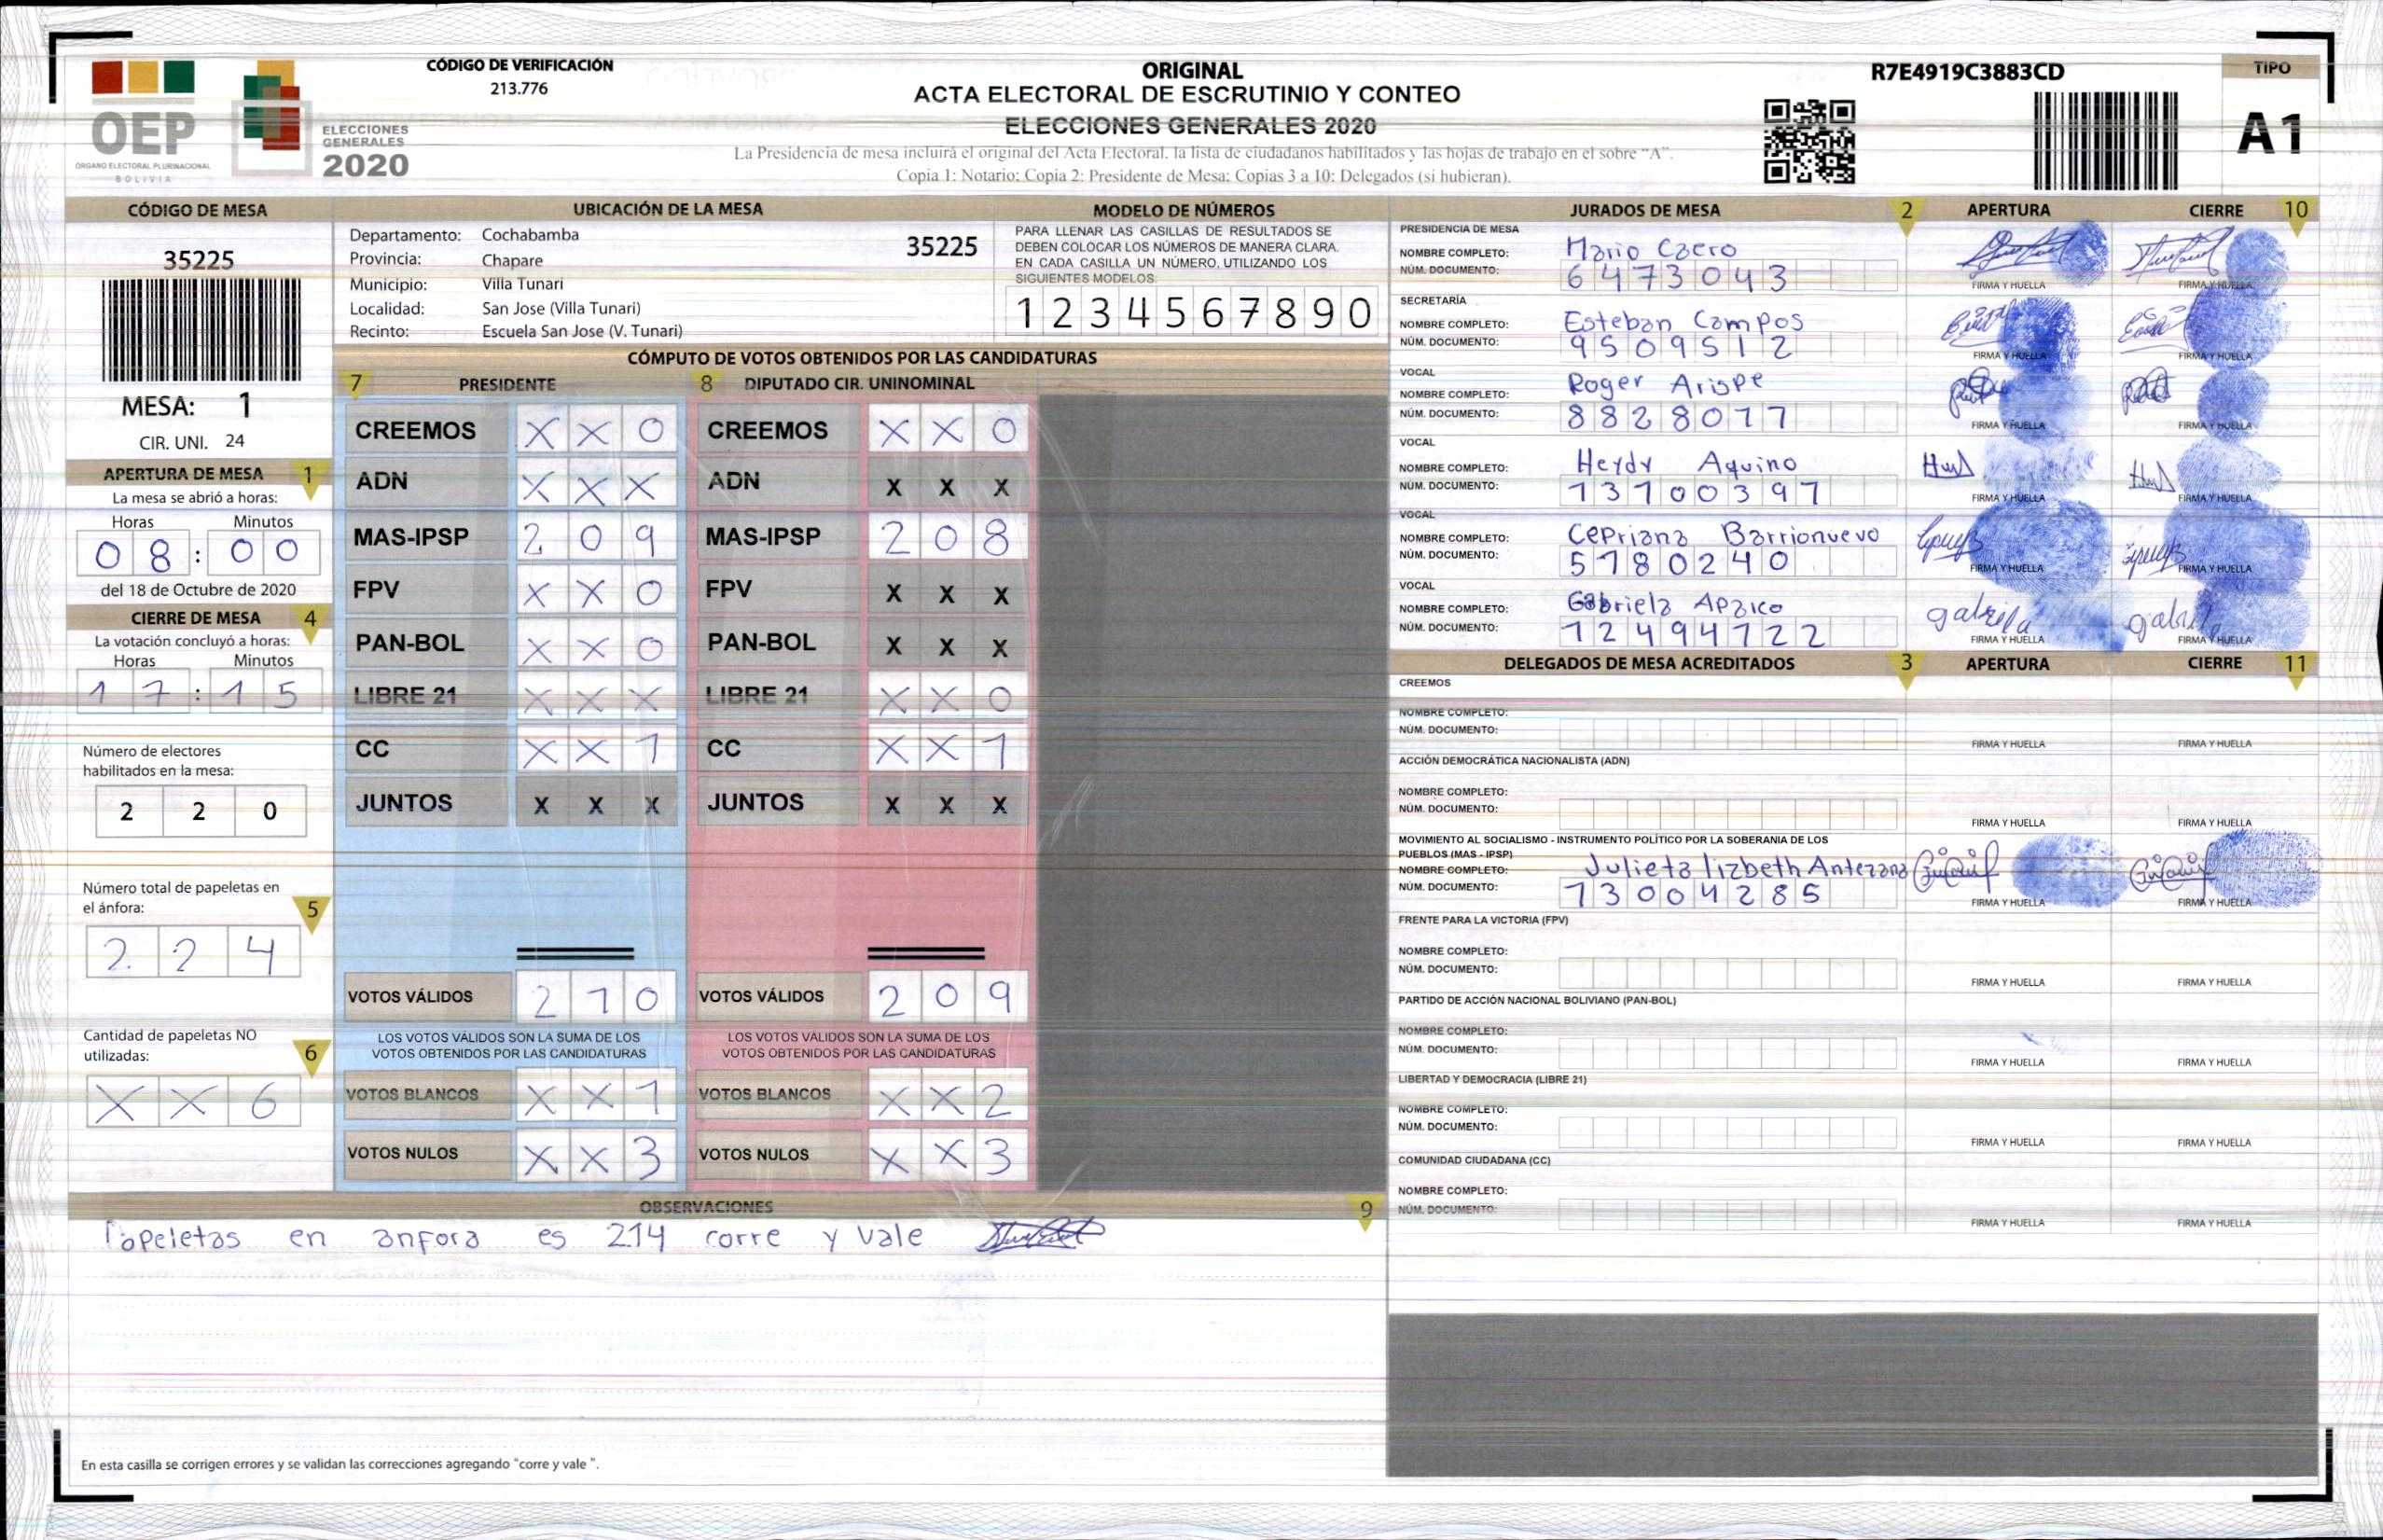 CÓDIGO DE VERIFICACIÓN
213.776
OEP
ÓRGANO ELECTORAL PLURINACIONAL
BOLIVIA
ELECCIONES
GENERALES
2020
ORIGINAL
ACTA ELECTORAL DE ESCRUTINIO Y CONTEO
ELECCIONES GENERALES 2020
La Presidencia de mesa incluirá el original del Acta Electoral, la lista de ciudadanos habilitados y las hojas de trabajo en el sobre "A".
Copia 1: Notario; Copia 2: Presidente de Mesa; Copias 3 a 10: Delegados (si hubieran).
R7E4919C3883CD
TIPO
A1
CÓDIGO DE MESA
35225
MESA: 1
CIR. UNI. 24
APERTURA DE MESA 1
La mesa se abrió a horas:
Horas Minutos
08:00
del 18 de Octubre de 2020
CIERRE DE MESA 4
La votación concluyó a horas:
Horas Minutos
17:15
Número de electores
habilitados en la mesa:
2 2 0
Número total de papeletas en
el ánfora: 5
2 2 4
Cantidad de papeletas NO
utilizadas: 6
X X 6
UBICACIÓN DE LA MESA
Departamento: Cochabamba 35225
Provincia: Chapare
Municipio: Villa Tunari
Localidad: San Jose (Villa Tunari)
Recinto: Escuela San Jose (V. Tunari)
MODELO DE NÚMEROS
PARA LLENAR LAS CASILLAS DE RESULTADOS SE
DEBEN COLOCAR LOS NÚMEROS DE MANERA CLARA.
EN CADA CASILLA UN NÚMERO, UTILIZANDO LOS
SIGUIENTES MODELOS:
1 2 3 4 5 6 7 8 9 0
CÓMPUTO DE VOTOS OBTENIDOS POR LAS CANDIDATURAS
7 PRESIDENTE
CREEMOS X X 0
ADN X X X
MAS-IPSP 2 0 9
FPV X X 0
PAN-BOL X X 0
LIBRE 21 X X X
CC X X 1
JUNTOS X X X
VOTOS VÁLIDOS 2 1 0
LOS VOTOS VÁLIDOS SON LA SUMA DE LOS
VOTOS OBTENIDOS POR LAS CANDIDATURAS
VOTOS BLANCOS X X 1
VOTOS NULOS X X 3
8 DIPUTADO CIR. UNINOMINAL
CREEMOS X X 0
ADN X X X
MAS-IPSP 2 0 8
FPV X X X
PAN-BOL X X X
LIBRE 21 X X 0
CC X X 1
JUNTOS X X X
VOTOS VÁLIDOS 2 0 9
LOS VOTOS VÁLIDOS SON LA SUMA DE LOS
VOTOS OBTENIDOS POR LAS CANDIDATURAS
VOTOS BLANCOS X X 2
VOTOS NULOS X X 3
OBSERVACIONES 9
Papeletas en anfora es 214 corre y vale
En esta casilla se corrigen errores y se validan las correcciones agregando "corre y vale ".
JURADOS DE MESA 2 APERTURA CIERRE 10
PRESIDENCIA DE MESA
NOMBRE COMPLETO: Mario Caero
NÚM. DOCUMENTO: 6473043
FIRMA Y HUELLA FIRMA Y HUELLA
SECRETARÍA
NOMBRE COMPLETO: Esteban Campos
NÚM. DOCUMENTO: 9509512
FIRMA Y HUELLA FIRMA Y HUELLA
VOCAL
NOMBRE COMPLETO: Roger Arispe
NÚM. DOCUMENTO: 8828077
FIRMA Y HUELLA FIRMA Y HUELLA
VOCAL
NOMBRE COMPLETO: Heydy Aquino
NÚM. DOCUMENTO: 13100397
FIRMA Y HUELLA FIRMA Y HUELLA
VOCAL
NOMBRE COMPLETO: Cepriana Barrionuevo
NÚM. DOCUMENTO: 5780240
FIRMA Y HUELLA FIRMA Y HUELLA
VOCAL
NOMBRE COMPLETO: Gabriela Apaico
NÚM. DOCUMENTO: 12494722
gabriela
FIRMA Y HUELLA FIRMA Y HUELLA
DELEGADOS DE MESA ACREDITADOS 3 APERTURA CIERRE 11
CREEMOS
NOMBRE COMPLETO:
NÚM. DOCUMENTO:
FIRMA Y HUELLA FIRMA Y HUELLA
ACCIÓN DEMOCRÁTICA NACIONALISTA (ADN)
NOMBRE COMPLETO:
NÚM. DOCUMENTO:
FIRMA Y HUELLA FIRMA Y HUELLA
MOVIMIENTO AL SOCIALISMO - INSTRUMENTO POLÍTICO POR LA SOBERANIA DE LOS
PUEBLOS (MAS - IPSP)
NOMBRE COMPLETO: Julieta lizbeth Antezana
NÚM. DOCUMENTO: 13004285
FIRMA Y HUELLA FIRMA Y HUELLA
FRENTE PARA LA VICTORIA (FPV)
NOMBRE COMPLETO:
NÚM. DOCUMENTO:
FIRMA Y HUELLA FIRMA Y HUELLA
PARTIDO DE ACCIÓN NACIONAL BOLIVIANO (PAN-BOL)
NOMBRE COMPLETO:
NÚM. DOCUMENTO:
FIRMA Y HUELLA FIRMA Y HUELLA
LIBERTAD Y DEMOCRACIA (LIBRE 21)
NOMBRE COMPLETO:
NÚM. DOCUMENTO:
FIRMA Y HUELLA FIRMA Y HUELLA
COMUNIDAD CIUDADANA (CC)
NOMBRE COMPLETO:
NÚM. DOCUMENTO:
FIRMA Y HUELLA FIRMA Y HUELLA